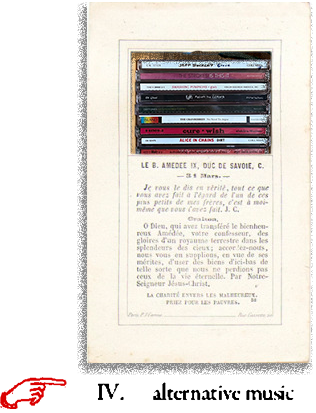 JEFF BUCKLEY Grace
cure • wish
ALICE IN CHAINS DIRT
LE B. AMEDÉE IX, DUC DE SAVOIE, C.
— 31 Mars. —
Je vous le dis en vérité, tout ce que
vous avez fait à l'égard de l'un de ces
plus petits de mes frères, c'est à moi-
même que vous l'avez fait. J. C.
Oraison.
O Dieu, qui avez transféré le bienheu-
reux Amédée, votre confesseur, des
gloires d'un royaume terrestre dans les
splendeurs des cieux; accordez-nous,
nous vous en supplions, en vue de ses
mérites, d'user des biens d'ici-bas de
telle sorte que nous ne perdions pas
ceux de la vie éternelle. Par Notre-
Seigneur Jésus-Christ.
LA CHARITÉ ENVERS LES MALHEUREUX.
PRIEZ POUR LES PAUVRES.
IV. alternative music